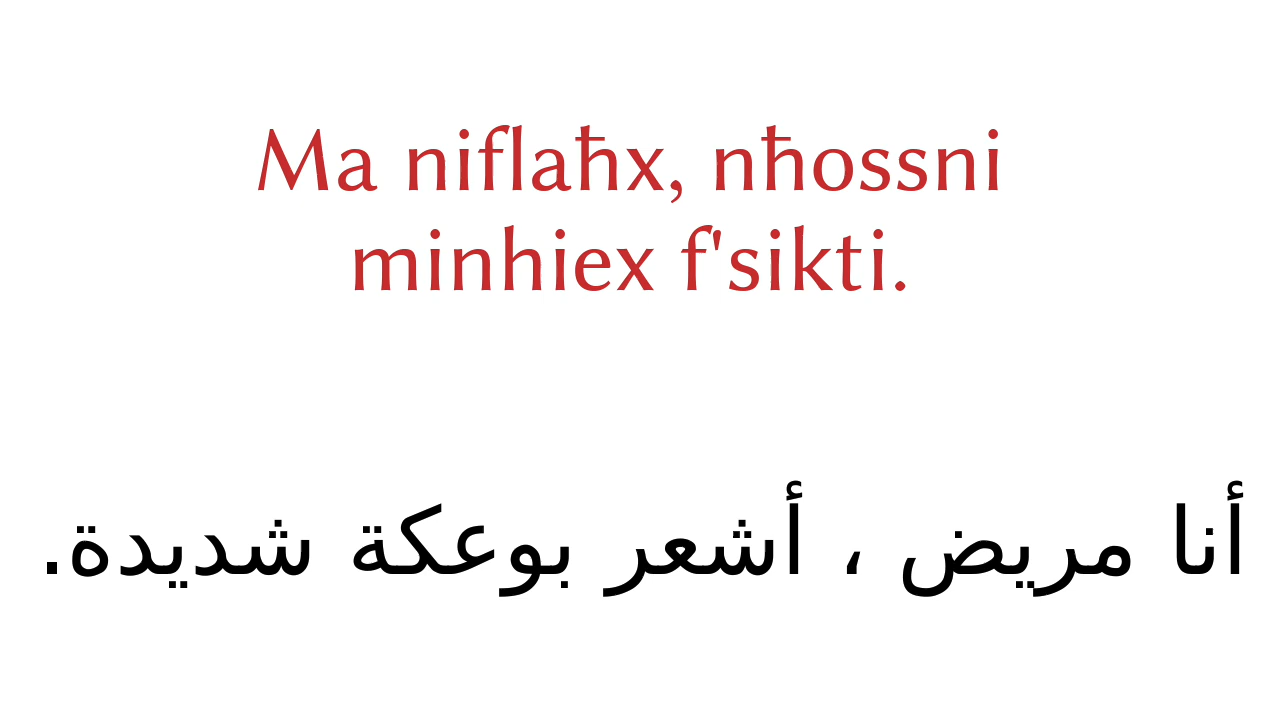 Ma niflaħx, nħossni
minhiex f'sikti.
أنا مريض ، أشعر بوعكة شديدة.